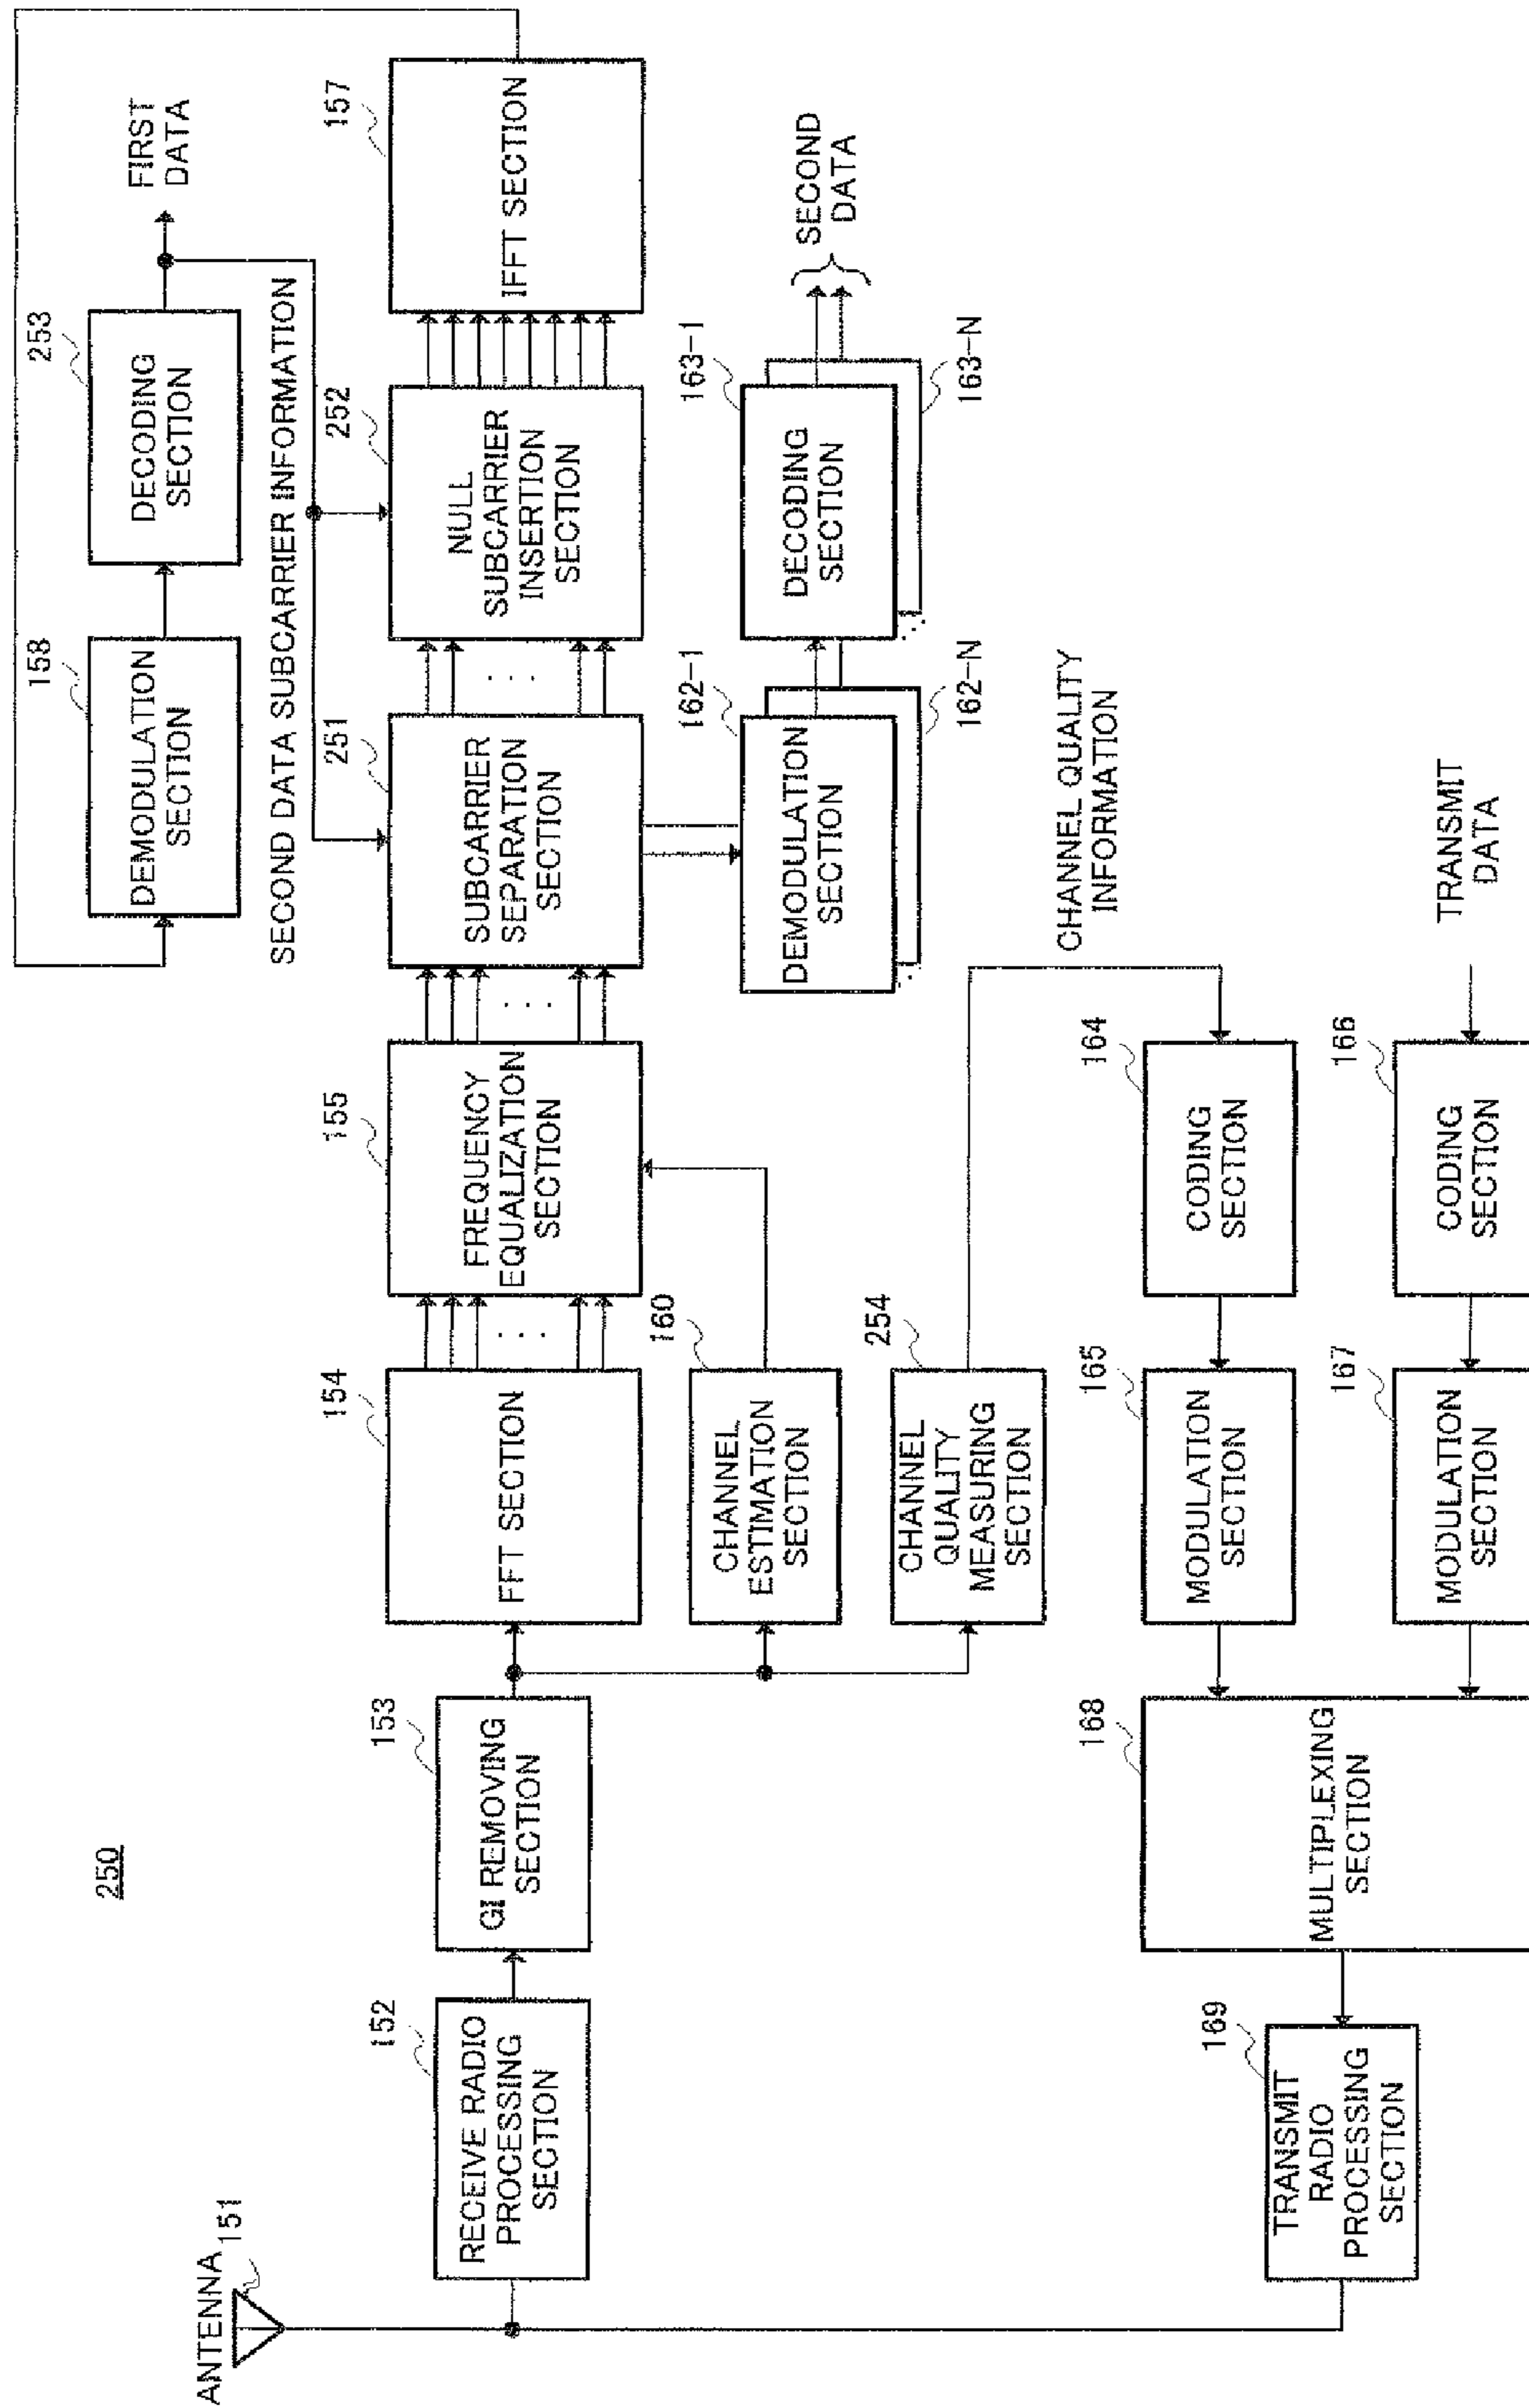 250
ANTENNA
151
RECEIVE RADIO
PROCESSING
SECTION
152
GI REMOVING
SECTION
153
FFT SECTION
154
FREQUENCY
EQUALIZATION
SECTION
155
SUBCARRIER
SEPARATION
SECTION
251
NULL
SUBCARRIER
INSERTION
SECTION
252
IFFT SECTION
157
DEMODULATION
SECTION
158
DECODING
SECTION
253
FIRST
DATA
SECOND DATA SUBCARRIER INFORMATION
CHANNEL
ESTIMATION
SECTION
160
DEMODULATION
SECTION
162-1
162-N
DECODING
SECTION
163-1
163-N
SECOND
DATA
CHANNEL
QUALITY
MEASURING
SECTION
254
CHANNEL QUALITY
INFORMATION
CODING
SECTION
164
MODULATION
SECTION
165
TRANSMIT
DATA
CODING
SECTION
166
MODULATION
SECTION
167
MULTIPLEXING
SECTION
168
TRANSMIT
RADIO
PROCESSING
SECTION
169